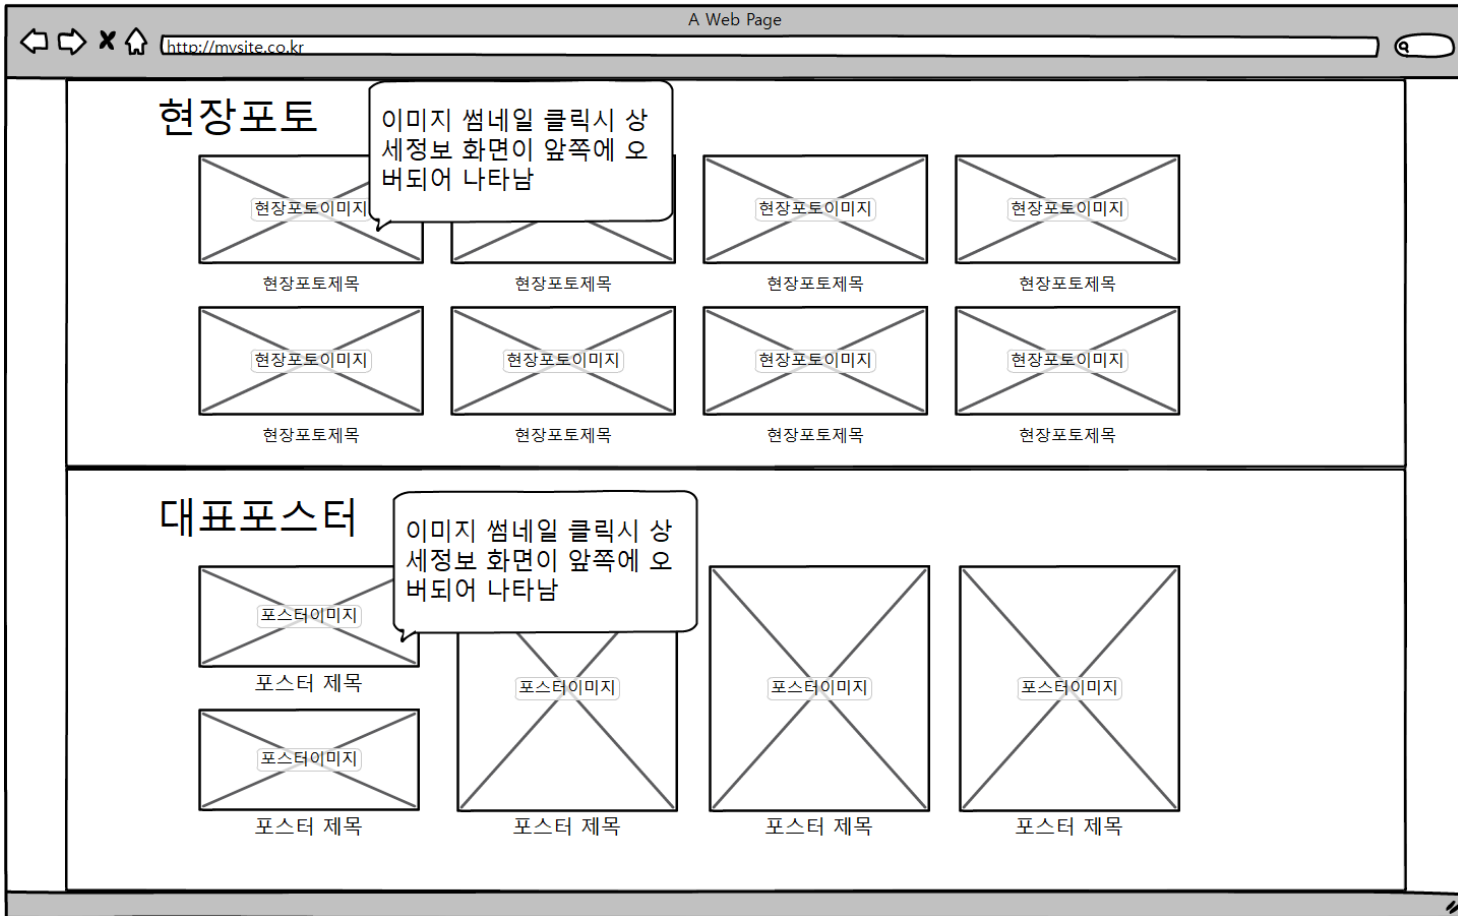 A Web Page
http://mysite.co.kr
현장포토
이미지 썸네일 클릭시 상
세정보 화면이 앞쪽에 오
버되어 나타남
현장포토이미지
현장포토이미지
현장포토이미지
현장포토제목
현장포토제목
현장포토제목
현장포토제목
현장포토이미지
현장포토이미지
현장포토이미지
현장포토이미지
현장포토제목
현장포토제목
현장포토제목
현장포토제목
대표포스터
이미지 썸네일 클릭시 상
세정보 화면이 앞쪽에 오
버되어 나타남
포스터이미지
포스터 제목
포스터이미지
포스터 제목
포스터이미지
포스터 제목
포스터이미지
포스터 제목
포스터이미지
포스터 제목